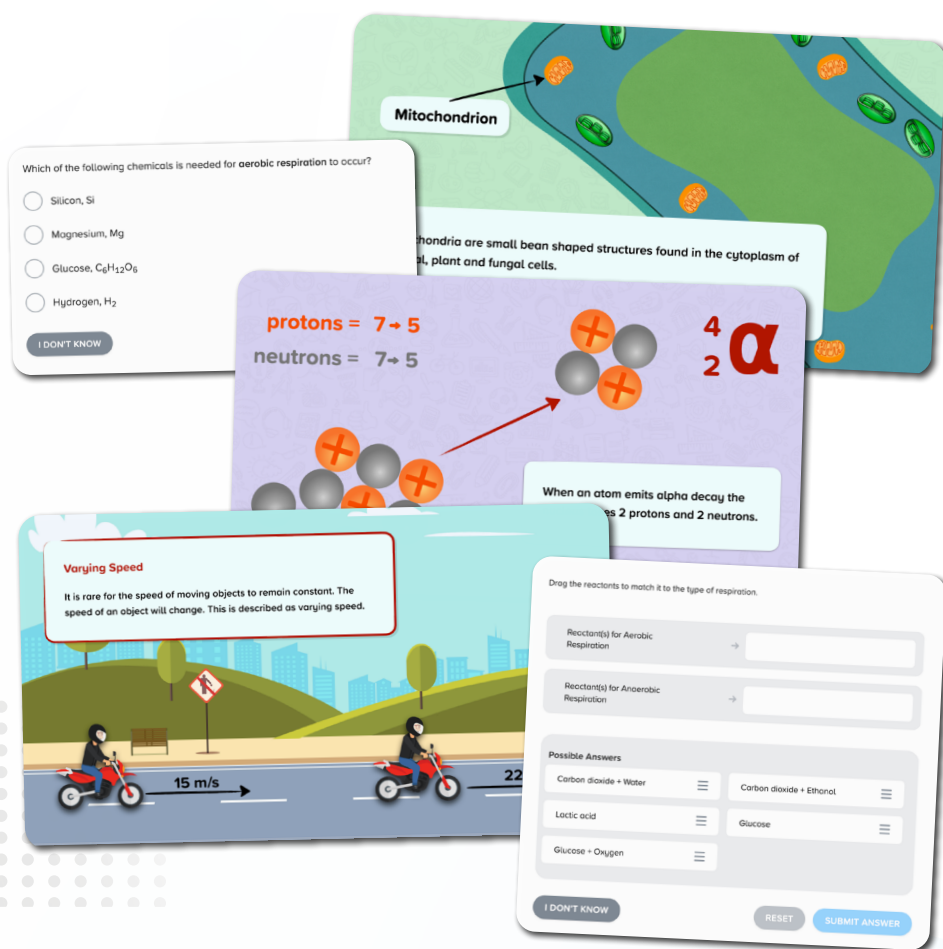 Mitochondrion
chondria are small bean shaped structures found in the cytoplasm of
al, plant and fungal cells.
Which of the following chemicals is needed for aerobic respiration to occur?
Silicon, Si
Magnesium, Mg
Glucose, C₆H₁₂O₆
Hydrogen, H₂
I DON'T KNOW
protons = 7→5
neutrons = 7→5
4
2 α
When an atom emits alpha decay the
es 2 protons and 2 neutrons.
Varying Speed
It is rare for the speed of moving objects to remain constant. The
speed of an object will change. This is described as varying speed.
15 m/s
22
Drag the reactants to match it to the type of respiration.
Reactant(s) for Aerobic
Respiration
Reactant(s) for Anaerobic
Respiration
Possible Answers
Carbon dioxide + Water
Carbon dioxide + Ethanol
Lactic acid
Glucose
Glucose + Oxygen
I DON'T KNOW
RESET
SUBMIT ANSWER